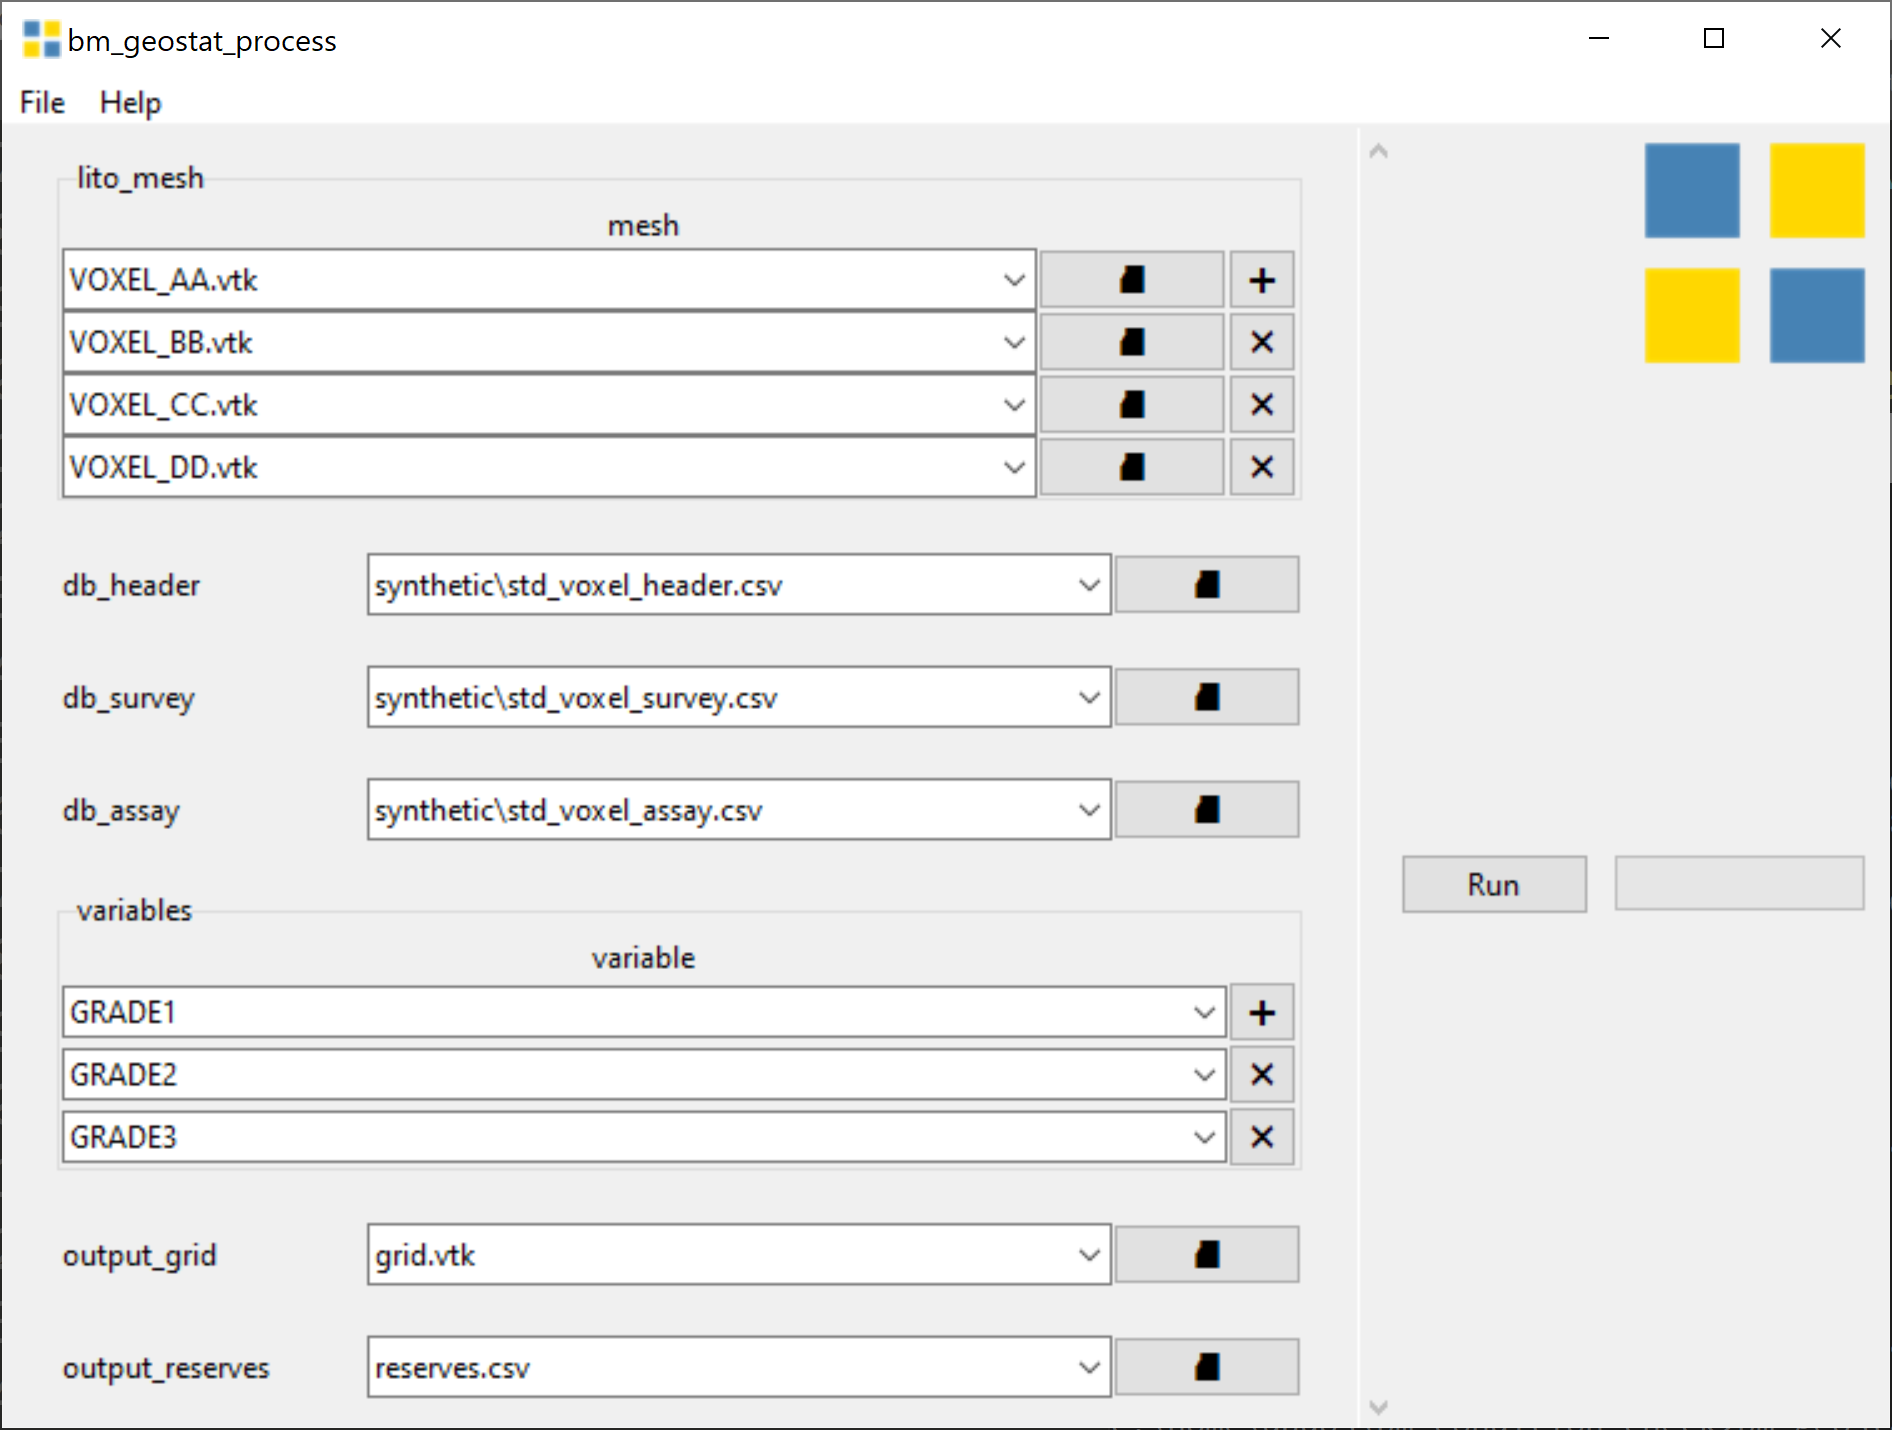 bm_geostat_process
File Help
lito_mesh
mesh
VOXEL_AA.vtk
VOXEL_BB.vtk
VOXEL_CC.vtk
VOXEL_DD.vtk
db_header synthetic\std_voxel_header.csv
db_survey synthetic\std_voxel_survey.csv
db_assay synthetic\std_voxel_assay.csv
Run
variables
variable
GRADE1
GRADE2
GRADE3
output_grid grid.vtk
output_reserves reserves.csv